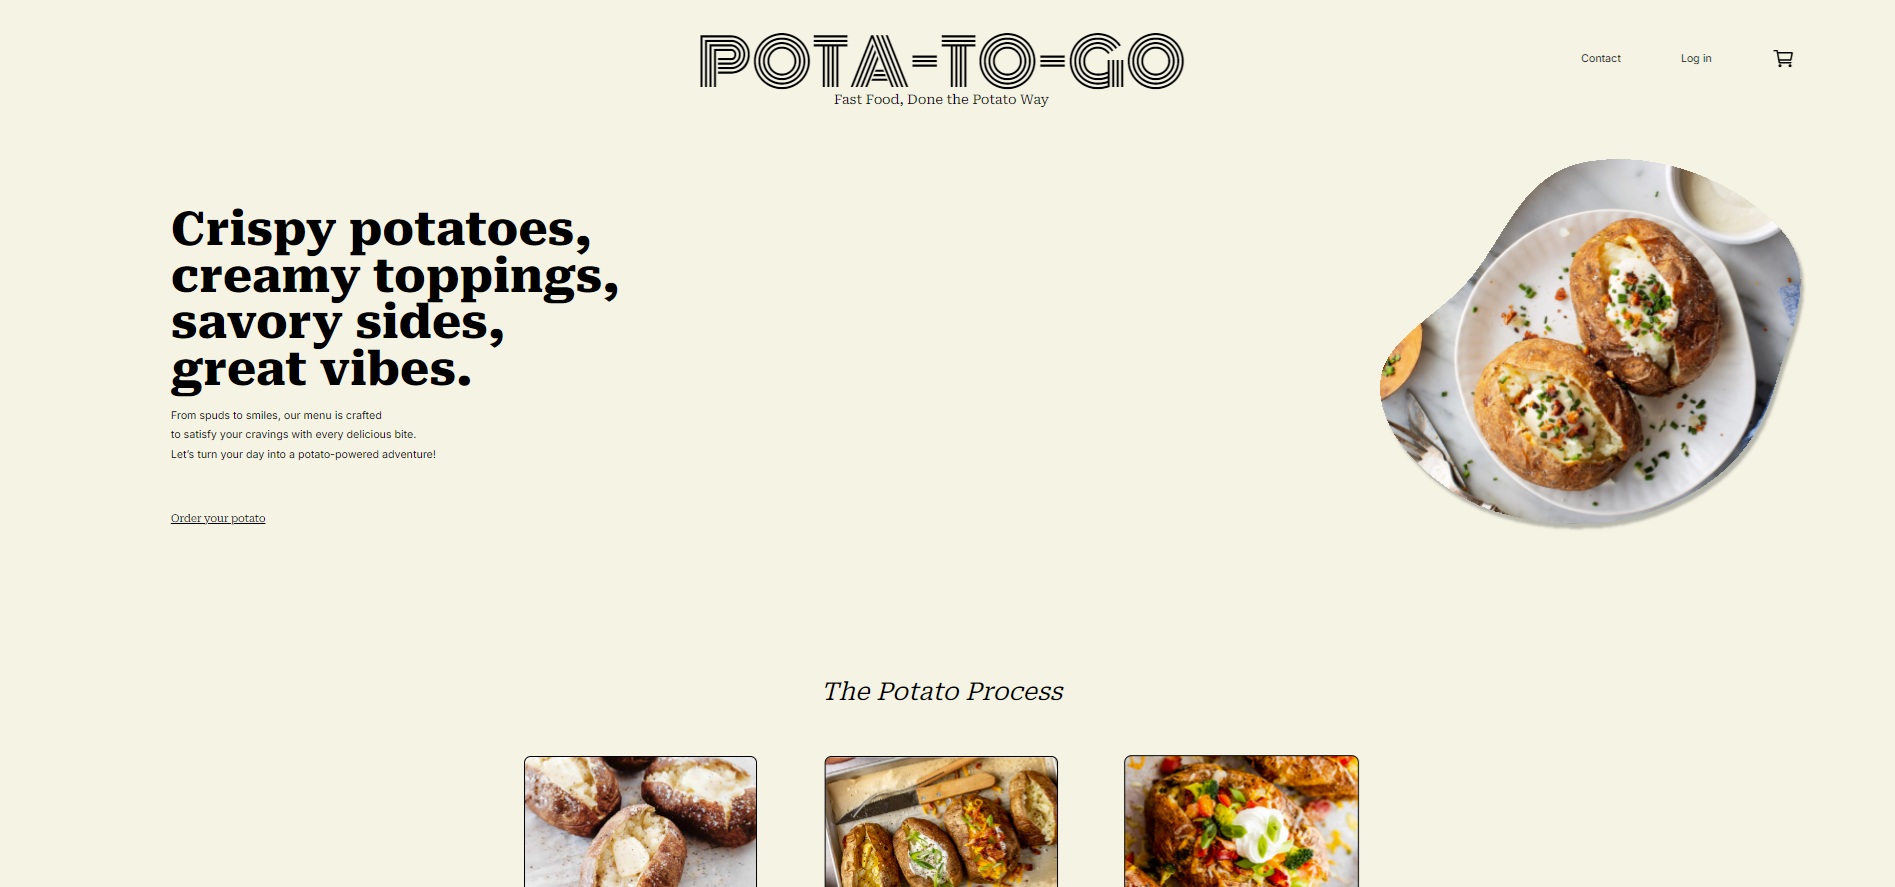 POTA-TO-GO
Fast Food, Done the Potato Way
Contact
Log in
Crispy potatoes,
creamy toppings,
savory sides,
great vibes.
From spuds to smiles, our menu is crafted
to satisfy your cravings with every delicious bite.
Let’s turn your day into a potato-powered adventure!
Order your potato
The Potato Process